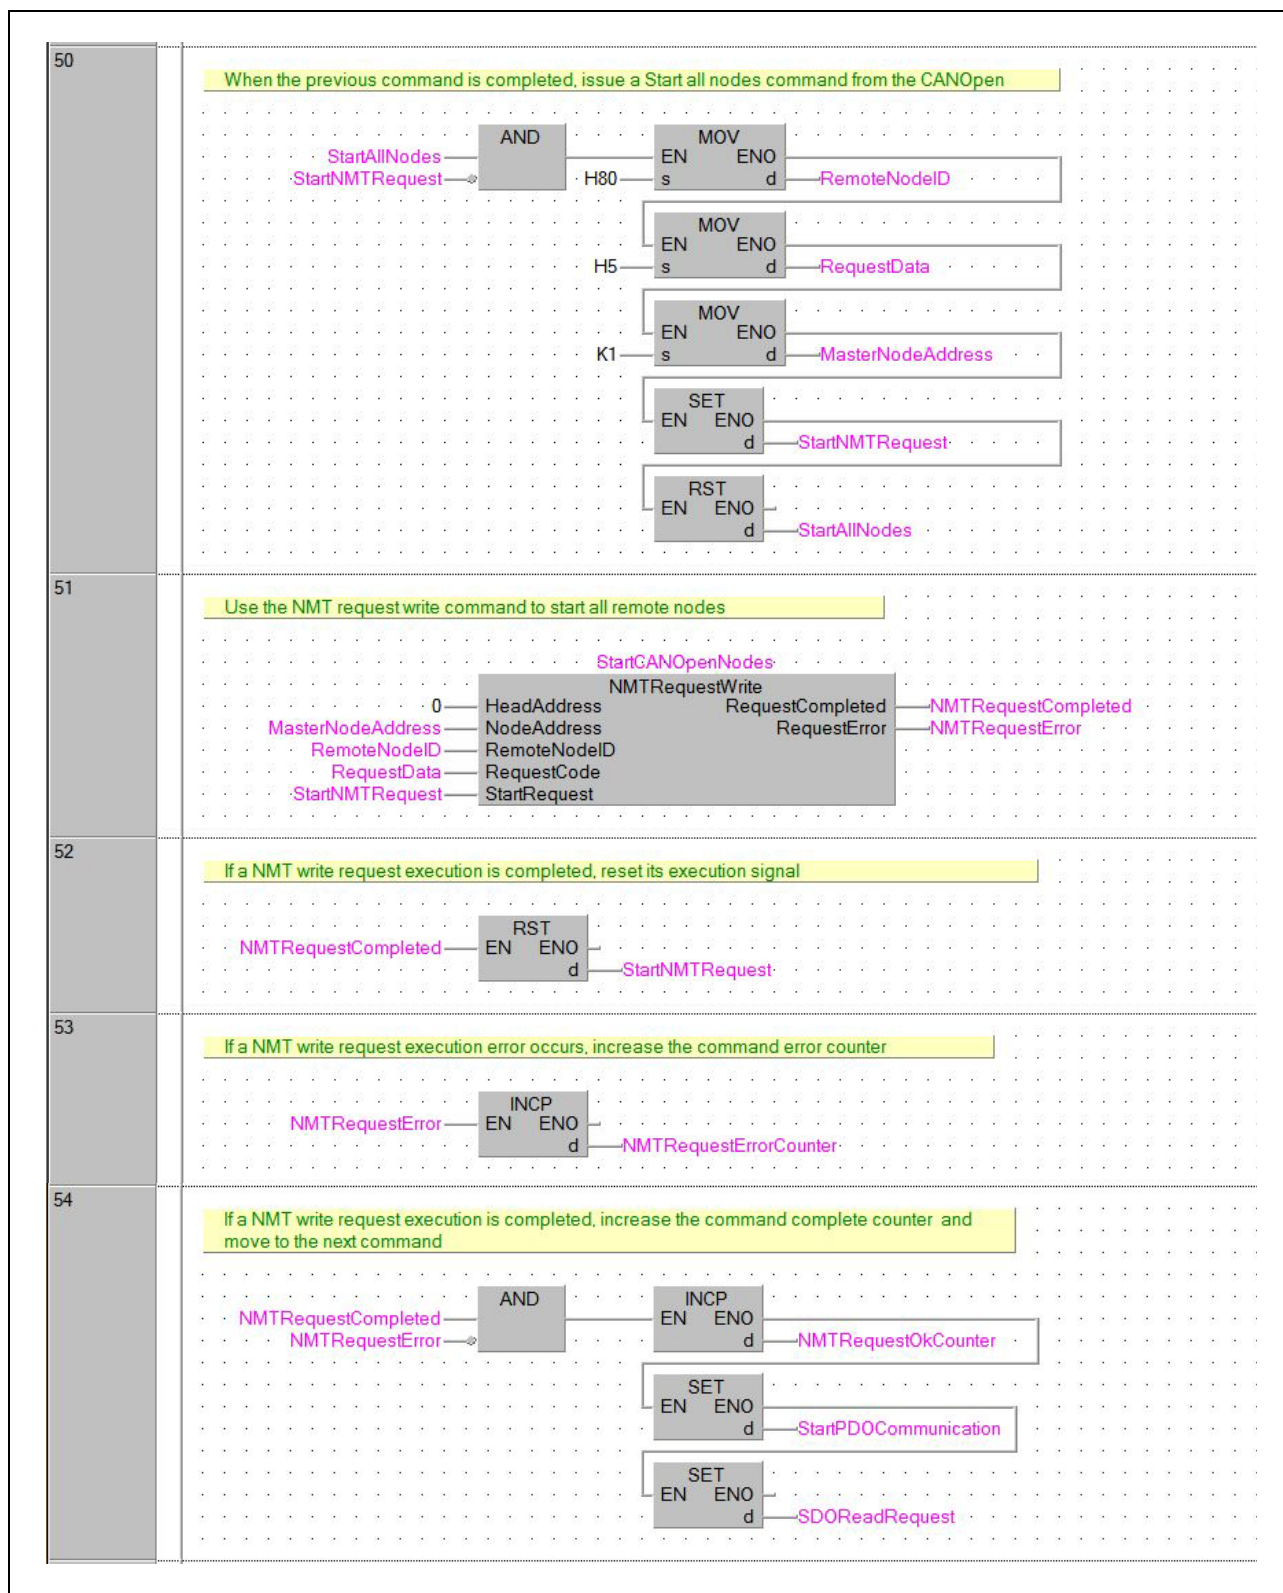 50
When the previous command is completed, issue a Start all nodes command from the CANOpen
AND
MOV
StartAllNodes
EN ENO
StartNMTRequest
H80
s d
RemoteNodeID
MOV
EN ENO
H5
s d
RequestData
MOV
EN ENO
K1
s d
MasterNodeAddress
SET
EN ENO
d
StartNMTRequest
RST
EN ENO
d
StartAllNodes
51
Use the NMT request write command to start all remote nodes
StartCANOpenNodes
NMTRequestWrite
0
HeadAddress RequestCompleted
NMTRequestCompleted
MasterNodeAddress
NodeAddress RequestError
NMTRequestError
RemoteNodeID
RemoteNodeID
RequestData
RequestCode
StartNMTRequest
StartRequest
52
If a NMT write request execution is completed, reset its execution signal
RST
NMTRequestCompleted
EN ENO
d
StartNMTRequest
53
If a NMT write request execution error occurs, increase the command error counter
INCP
NMTRequestError
EN ENO
d
NMTRequestErrorCounter
54
If a NMT write request execution is completed, increase the command complete counter and
move to the next command
AND
INCP
NMTRequestCompleted
EN ENO
NMTRequestError
d
NMTRequestOkCounter
SET
EN ENO
d
StartPDOCommunication
SET
EN ENO
d
SDOReadRequest